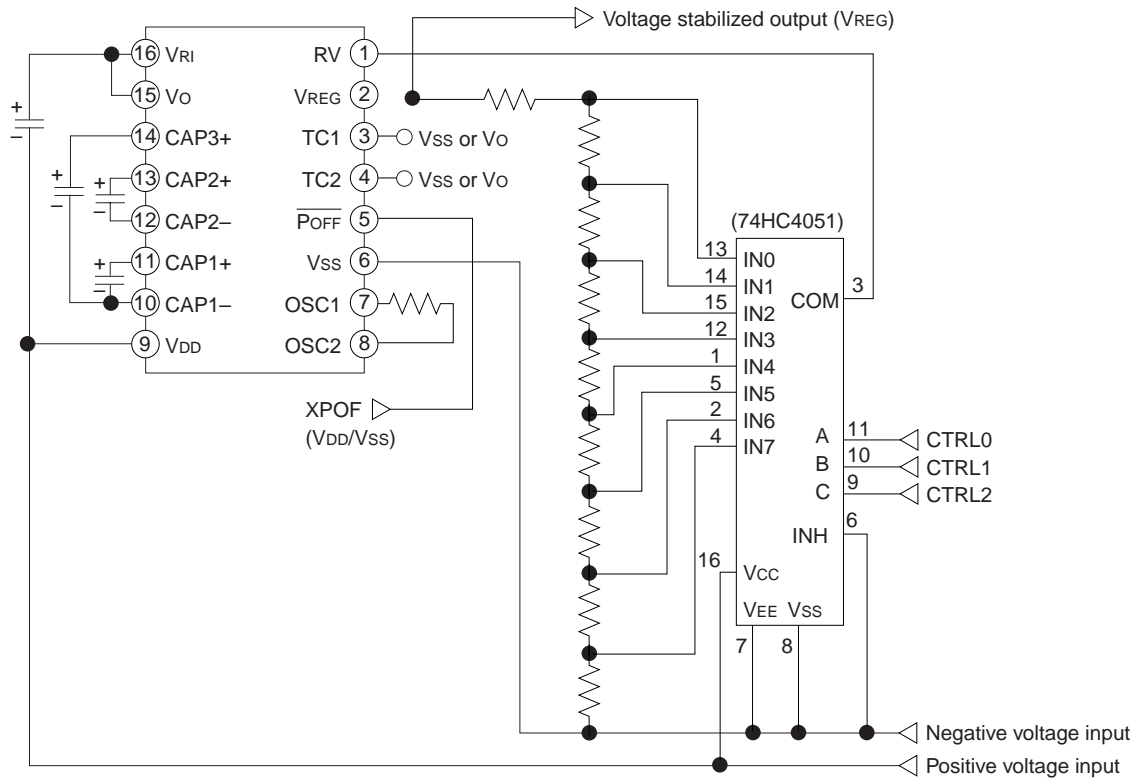 Voltage stabilized output (VREG)
16 VRI
RV 1
15 VO
VREG 2
+
−
14 CAP3+
TC1 3
VSS or VO
+
−
13 CAP2+
TC2 4
VSS or VO
+
−
12 CAP2–
POFF 5
11 CAP1+
VSS 6
+
−
10 CAP1–
OSC1 7
9 VDD
OSC2 8
XPOF
(VDD/VSS)
(74HC4051)
13 IN0
14 IN1
15 IN2
COM 3
12 IN3
1 IN4
5 IN5
2 IN6
4 IN7
A 11 CTRL0
B 10 CTRL1
C 9 CTRL2
INH 6
16 VCC
VEE VSS
7 8
Negative voltage input
Positive voltage input